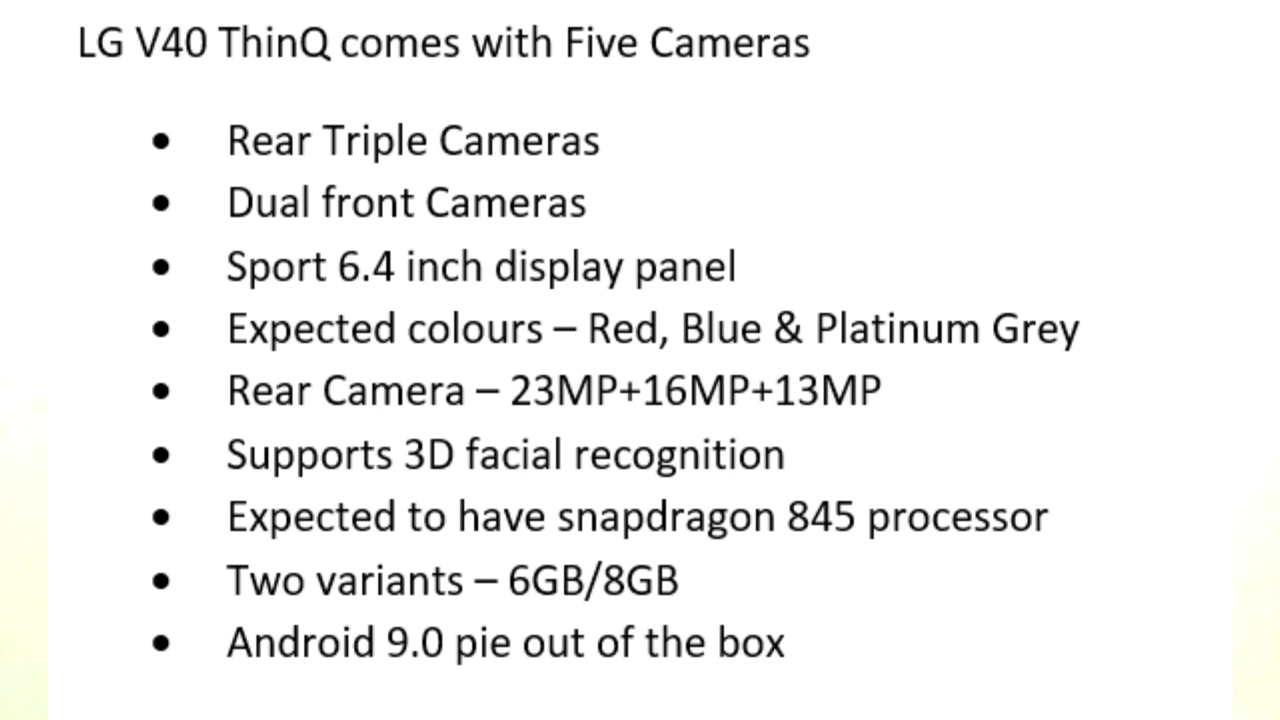 LG V40 ThinQ comes with Five Cameras
• Rear Triple Cameras
• Dual front Cameras
• Sport 6.4 inch display panel
• Expected colours – Red, Blue & Platinum Grey
• Rear Camera – 23MP+16MP+13MP
• Supports 3D facial recognition
• Expected to have snapdragon 845 processor
• Two variants – 6GB/8GB
• Android 9.0 pie out of the box